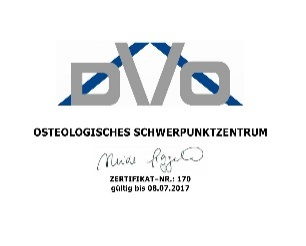 DVO
OSTEOLOGISCHES SCHWERPUNKTZENTRUM
ZERTIFIKAT-NR.: 170
gültig bis 08.07.2017